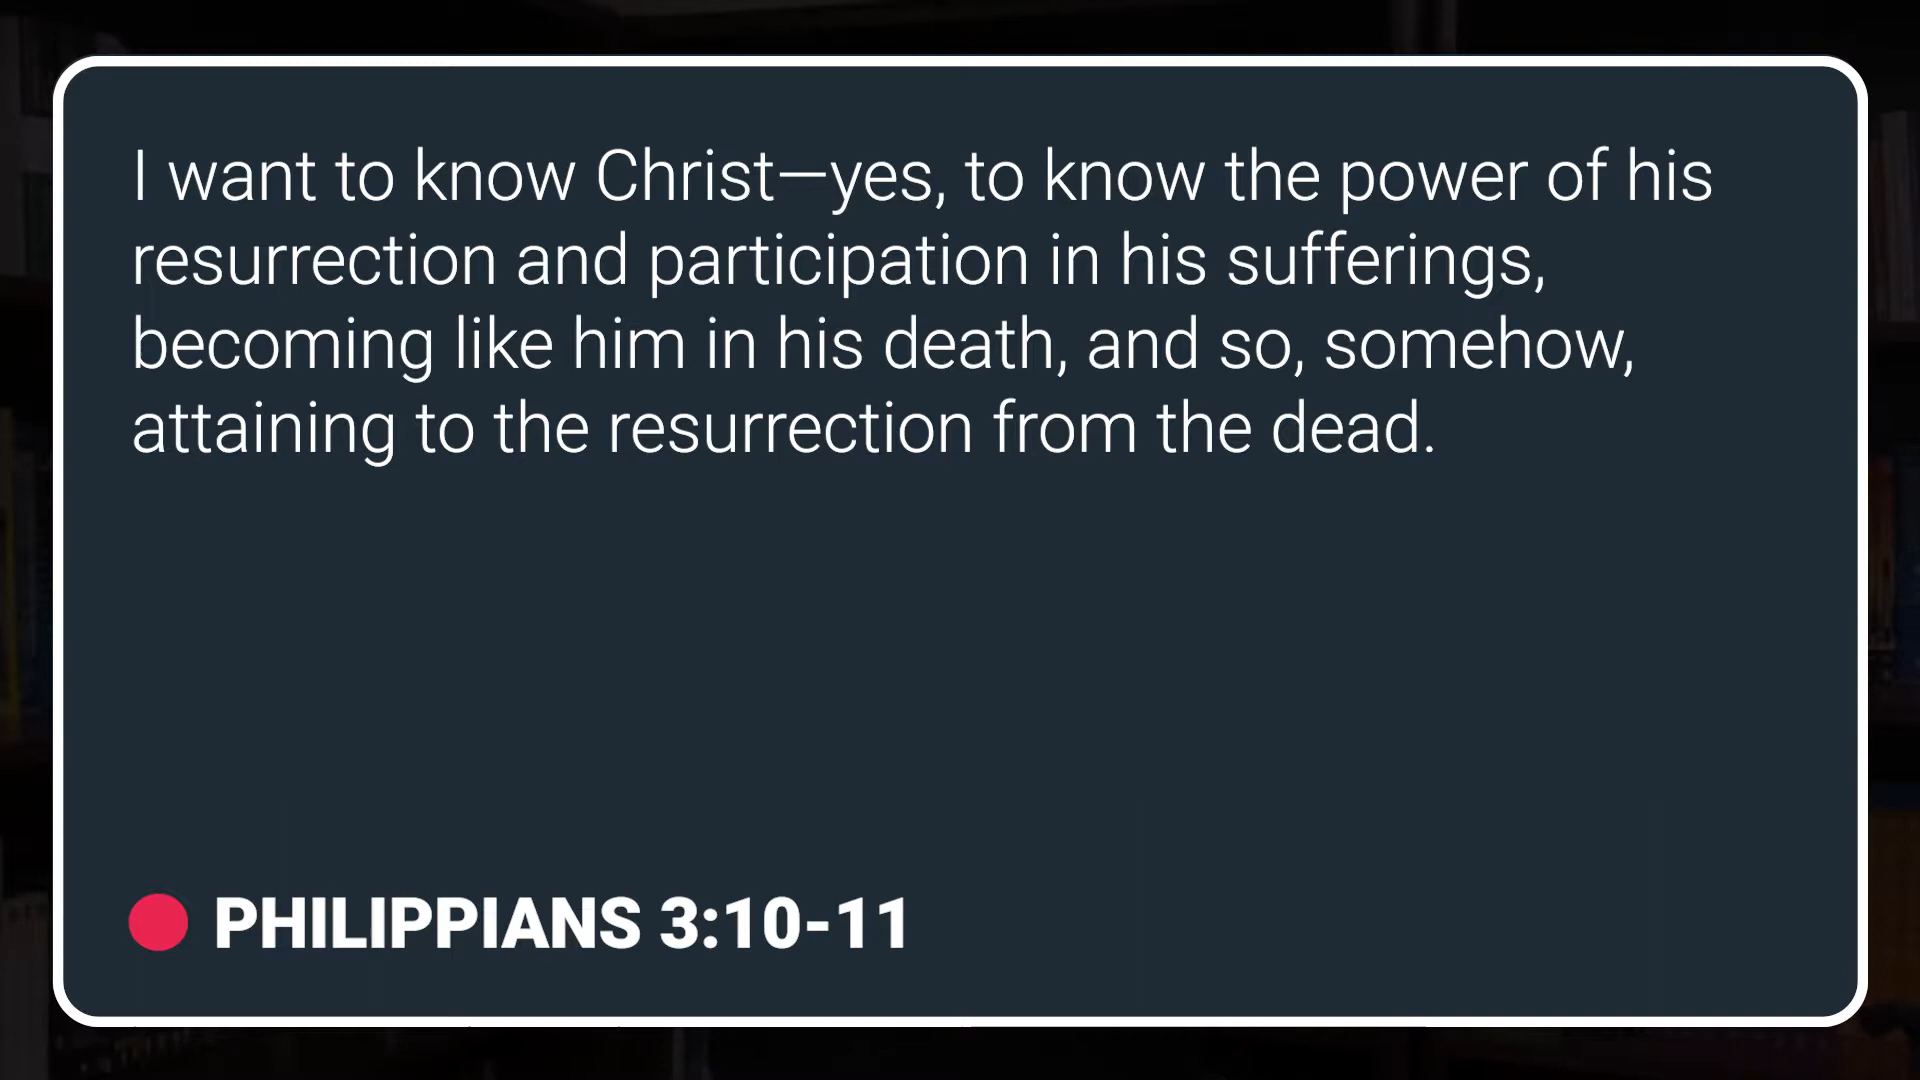 I want to know Christ—yes, to know the power of his
resurrection and participation in his sufferings,
becoming like him in his death, and so, somehow,
attaining to the resurrection from the dead.
PHILIPPIANS 3:10-11